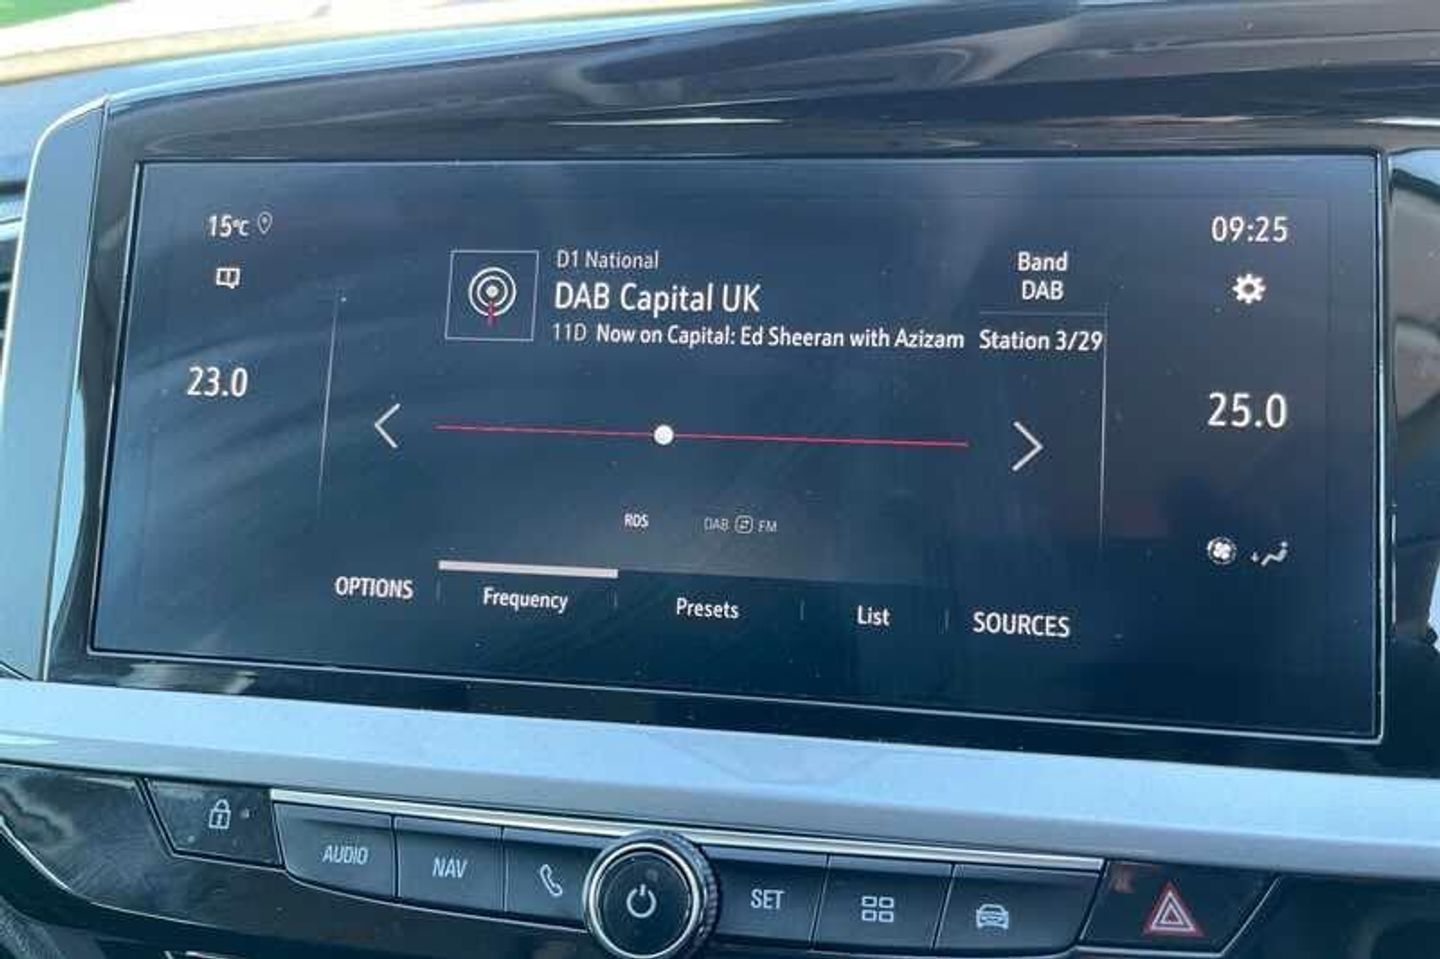 15°C
09:25
D1 National
DAB Capital UK
11D Now on Capital: Ed Sheeran with Azizam
Band
DAB
Station 3/29
23.0
25.0
RDS
DAB FM
OPTIONS
Frequency
Presets
List
SOURCES
AUDIO
NAV
SET